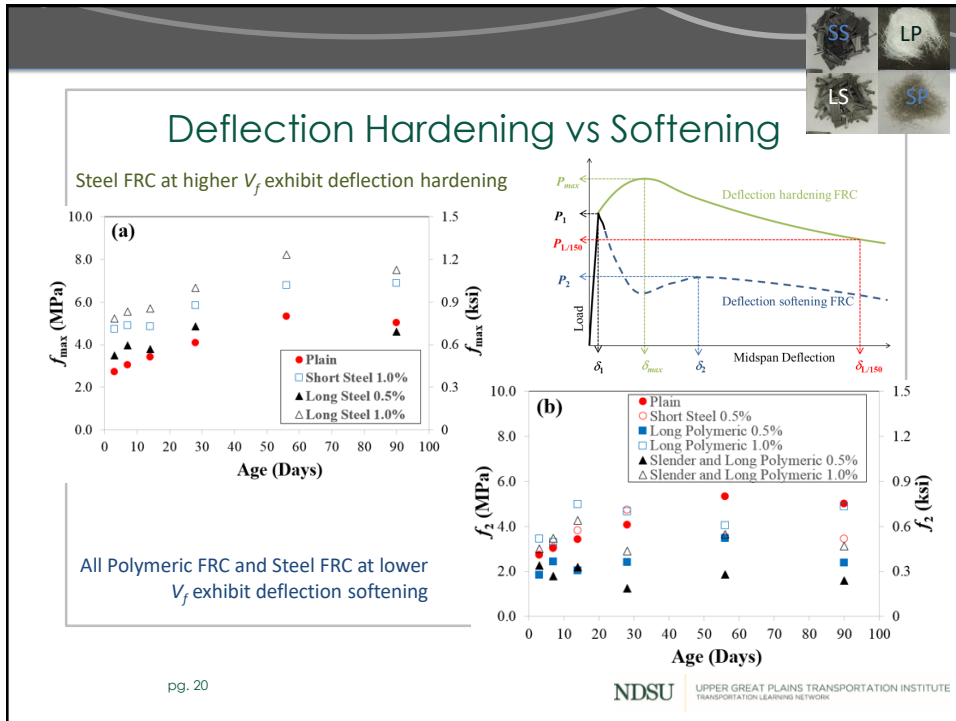 SS
LP
LS
SP
Deflection Hardening vs Softening
Steel FRC at higher Vf exhibit deflection hardening
(a)
10.0
8.0
6.0
4.0
2.0
0.0
fmax (MPa)
1.5
1.2
0.9
0.6
0.3
0
fmax (ksi)
Plain
Short Steel 1.0%
Long Steel 0.5%
Long Steel 1.0%
0 10 20 30 40 50 60 70 80 90 100
Age (Days)
Pmax
P1
PL/150
P2
Load
Deflection hardening FRC
Deflection softening FRC
Midspan Deflection
δ1
δmax
δ2
δL/150
(b)
10.0
8.0
6.0
4.0
2.0
0.0
f2 (MPa)
1.5
1.2
0.9
0.6
0.3
0
f2 (ksi)
Plain
Short Steel 0.5%
Long Polymeric 0.5%
Long Polymeric 1.0%
Slender and Long Polymeric 0.5%
Slender and Long Polymeric 1.0%
0 10 20 30 40 50 60 70 80 90 100
Age (Days)
All Polymeric FRC and Steel FRC at lower
Vf exhibit deflection softening
pg. 20
NDSU
UPPER GREAT PLAINS TRANSPORTATION INSTITUTE
TRANSPORTATION LEARNING NETWORK